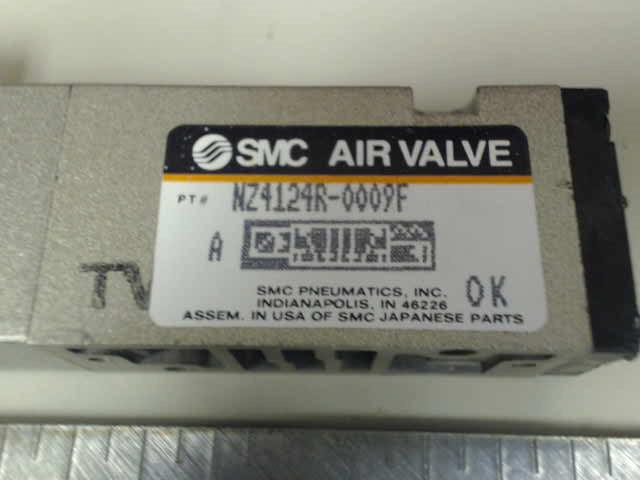 SMC AIR VALVE
PT# NZ4124R-0009F
A
SMC PNEUMATICS, INC.
INDIANAPOLIS, IN 46226
OK
ASSEM. IN USA OF SMC JAPANESE PARTS
TV